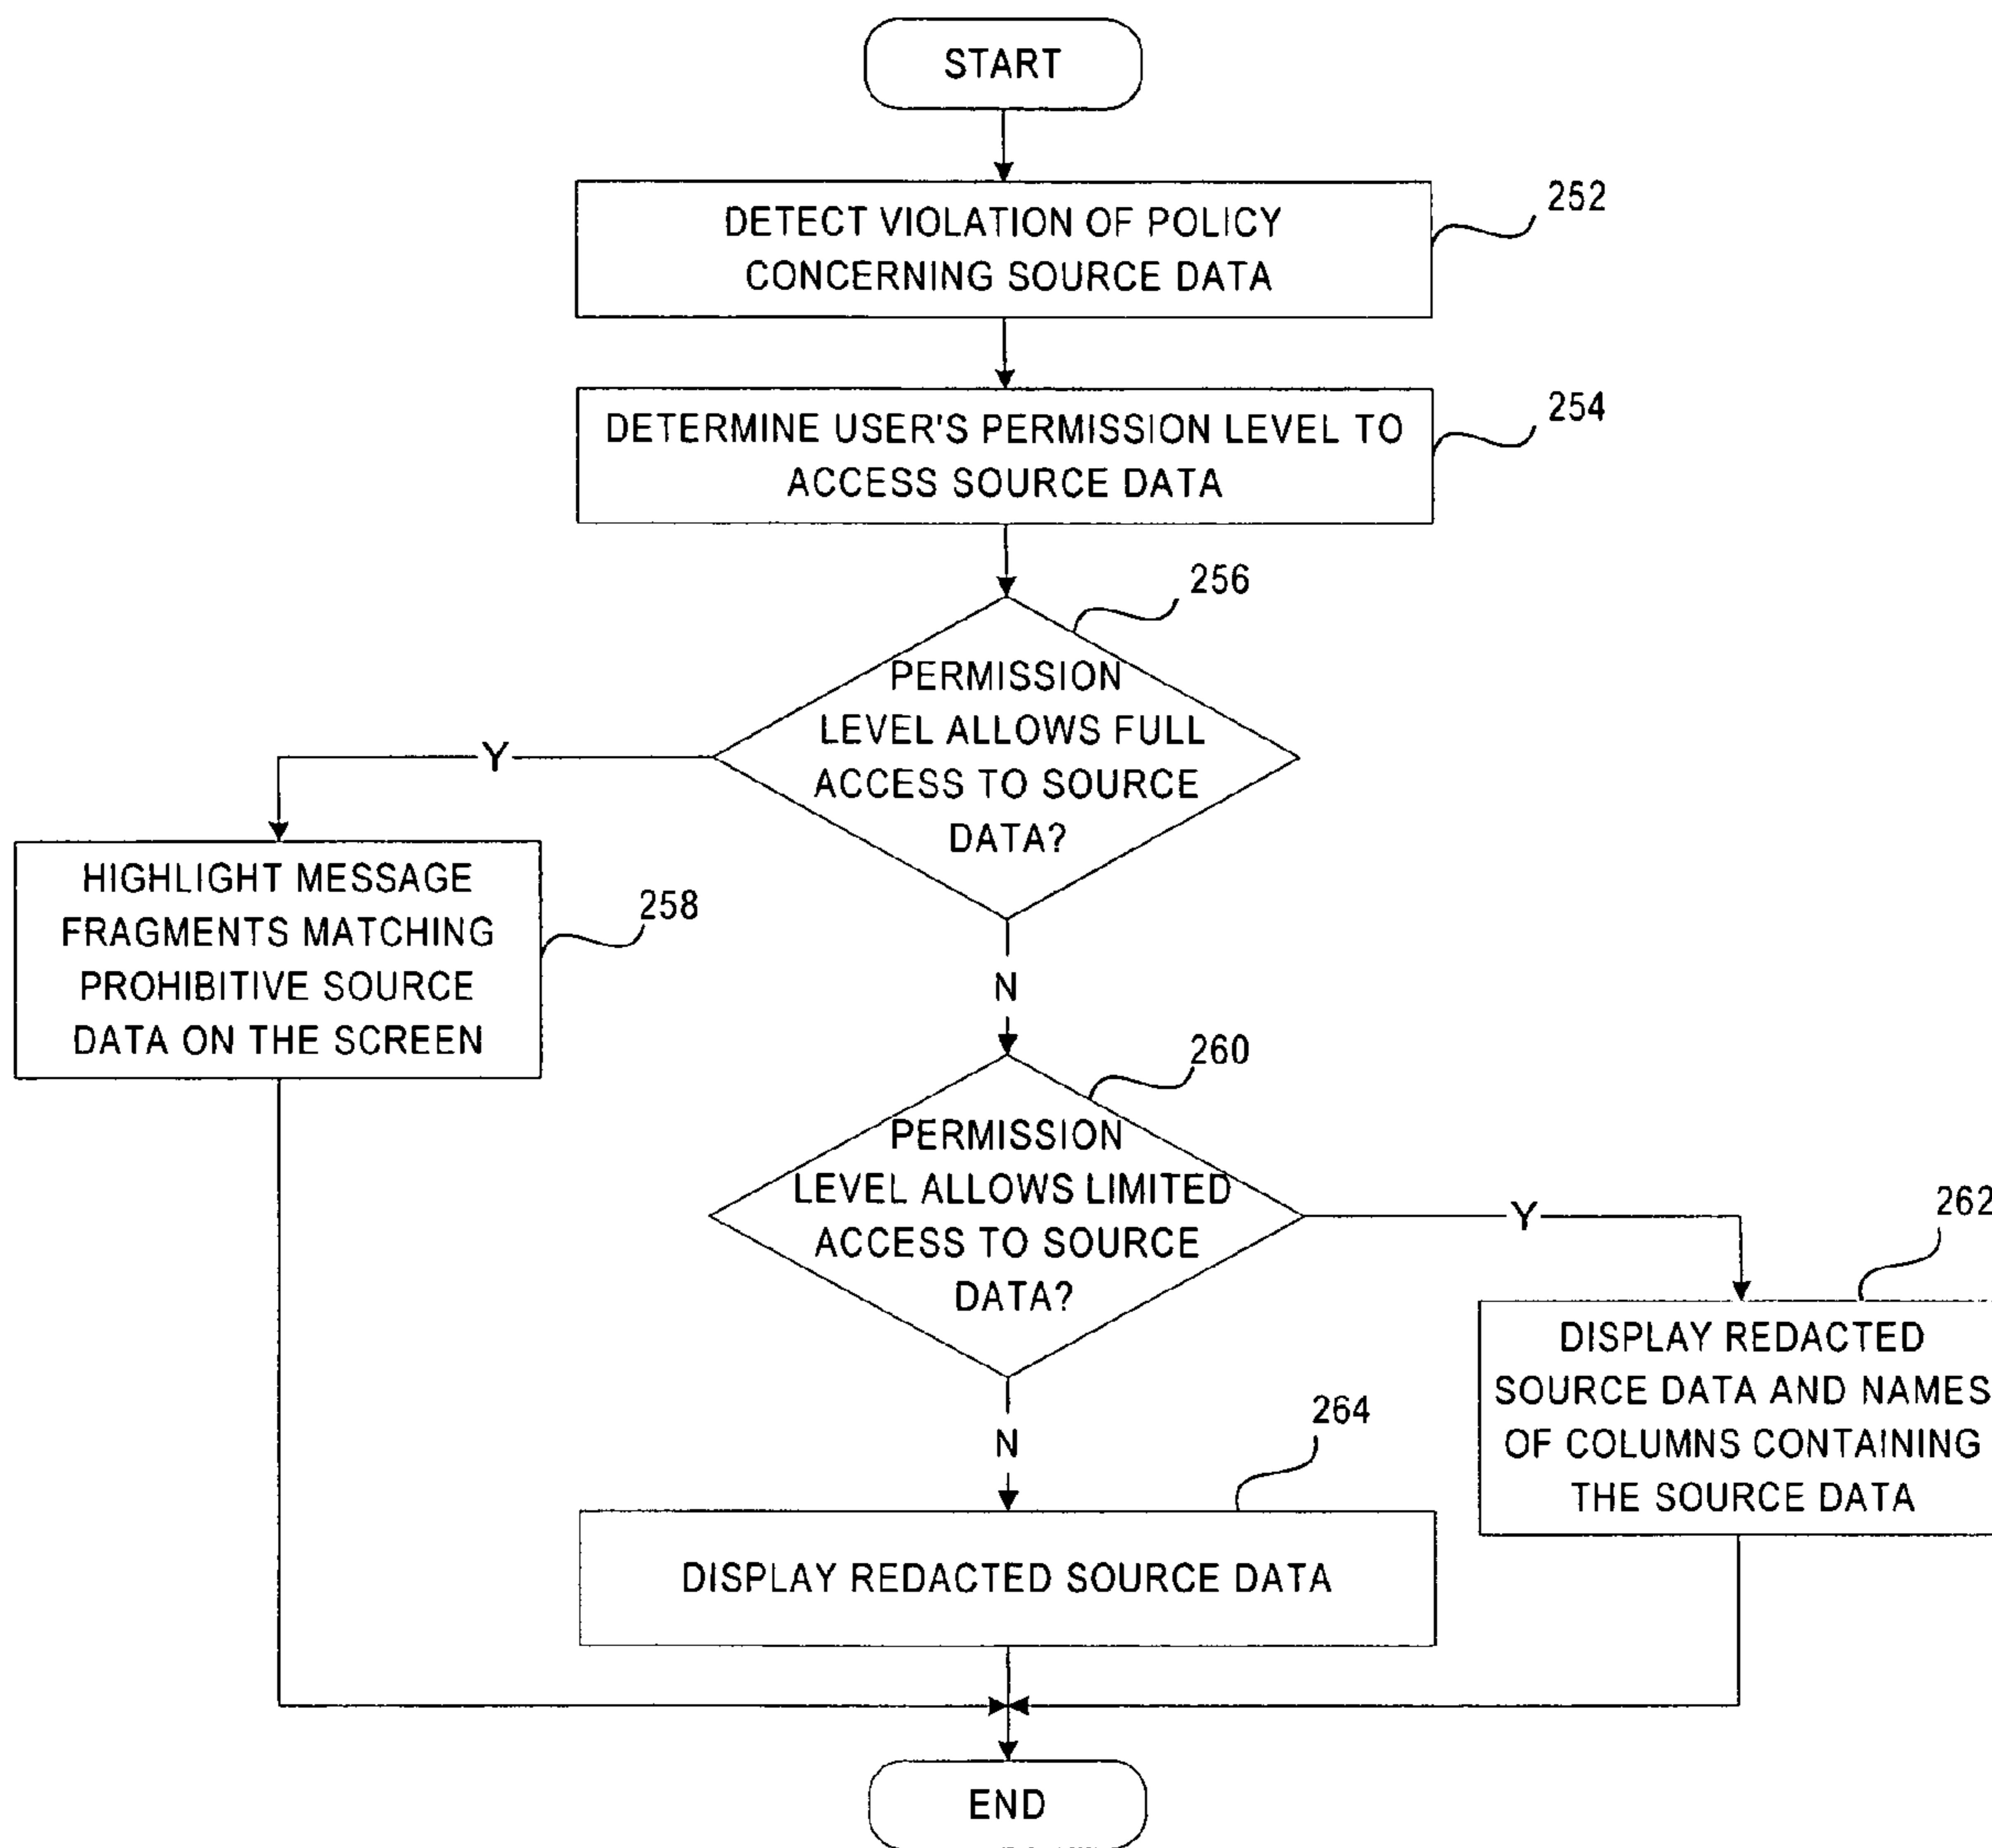 START
DETECT VIOLATION OF POLICY
CONCERNING SOURCE DATA
252
DETERMINE USER'S PERMISSION LEVEL TO
ACCESS SOURCE DATA
254
256
PERMISSION
LEVEL ALLOWS FULL
ACCESS TO SOURCE
DATA?
Y
HIGHLIGHT MESSAGE
FRAGMENTS MATCHING
PROHIBITIVE SOURCE
DATA ON THE SCREEN
258
N
260
PERMISSION
LEVEL ALLOWS LIMITED
ACCESS TO SOURCE
DATA?
Y
262
DISPLAY REDACTED
SOURCE DATA AND NAMES
OF COLUMNS CONTAINING
THE SOURCE DATA
N
264
DISPLAY REDACTED SOURCE DATA
END